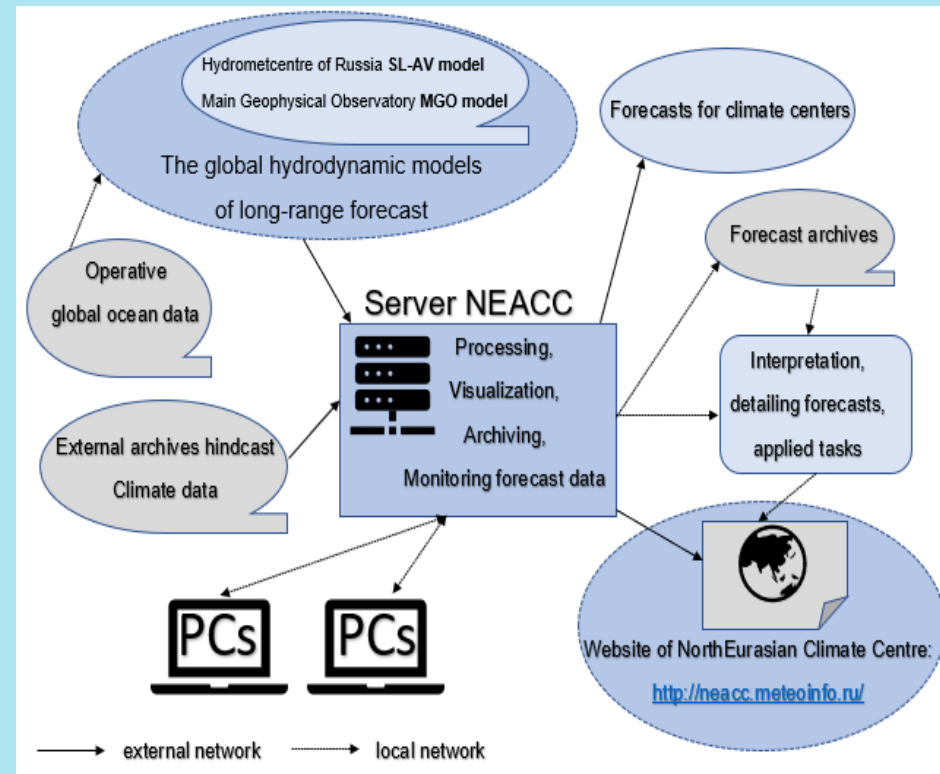 Hydrometcentre of Russia SL-AV model
Main Geophysical Observatory MGO model
The global hydrodynamic models
of long-range forecast
Forecasts for climate centers
Forecast archives
Operative
global ocean data
Server NEACC
Processing,
Visualization,
Archiving,
Monitoring forecast data
Interpretation,
detailing forecasts,
applied tasks
External archives hindcast
Climate data
PCs
PCs
Website of NorthEurasian Climate Centre:
http://neacc.meteoinfo.ru/
external network
local network